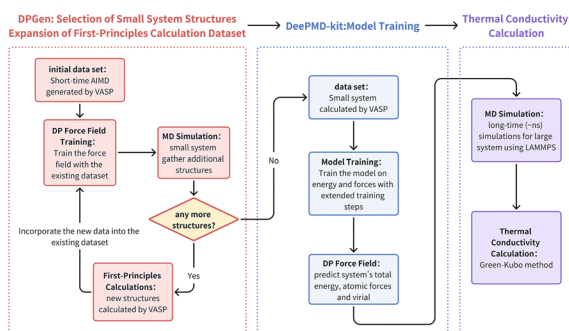 DPGen: Selection of Small System Structures
Expansion of First-Principles Calculation Dataset
DeePMD-kit:Model Training
Thermal Conductivity
Calculation
initial data set:
Short-time AIMD
generated by VASP
DP Force Field
Training:
Train the force
field with the
existing dataset
MD Simulation:
small system
gather additional
structures
any more
structures?
No
Yes
Incorporate the new data into the
existing dataset
First-Principles
Calculations:
new structures
calculated by VASP
data set:
Small system
calculated by VASP
Model Training:
Train the model on
energy and forces with
extended training
steps
DP Force Field:
predict system's total
energy, atomic forces
and virial
MD Simulation:
long-time (~ns)
simulations for large
system using LAMMPS
Thermal
Conductivity
Calculation:
Green-Kubo method